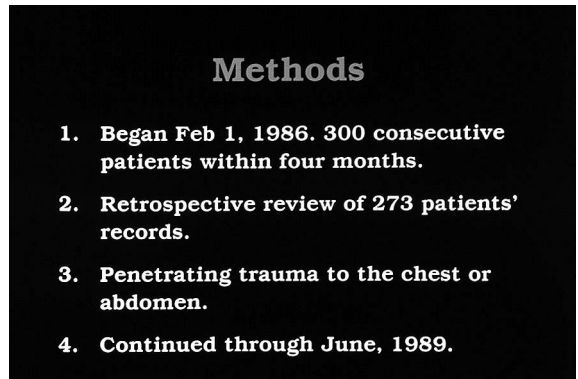 Methods
1. Began Feb 1, 1986. 300 consecutive
patients within four months.
2. Retrospective review of 273 patients'
records.
3. Penetrating trauma to the chest or
abdomen.
4. Continued through June, 1989.